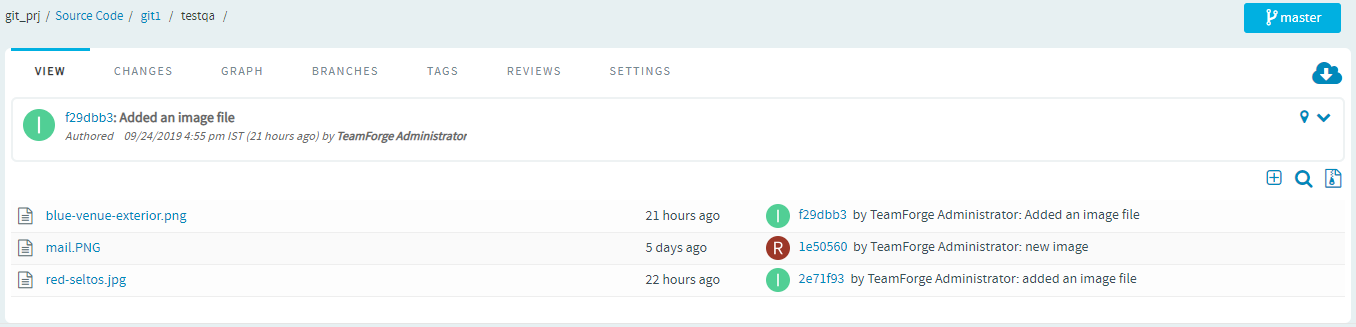 git_prj / Source Code / git1 / testqa /
master
VIEW CHANGES GRAPH BRANCHES TAGS REVIEWS SETTINGS
I
f29dbb3: Added an image file
Authored 09/24/2019 4:55 pm IST (21 hours ago) by TeamForge Administrator
blue-venue-exterior.png 21 hours ago I f29dbb3 by TeamForge Administrator: Added an image file
mail.PNG 5 days ago R 1e50560 by TeamForge Administrator: new image
red-seltos.jpg 22 hours ago I 2e71f93 by TeamForge Administrator: added an image file